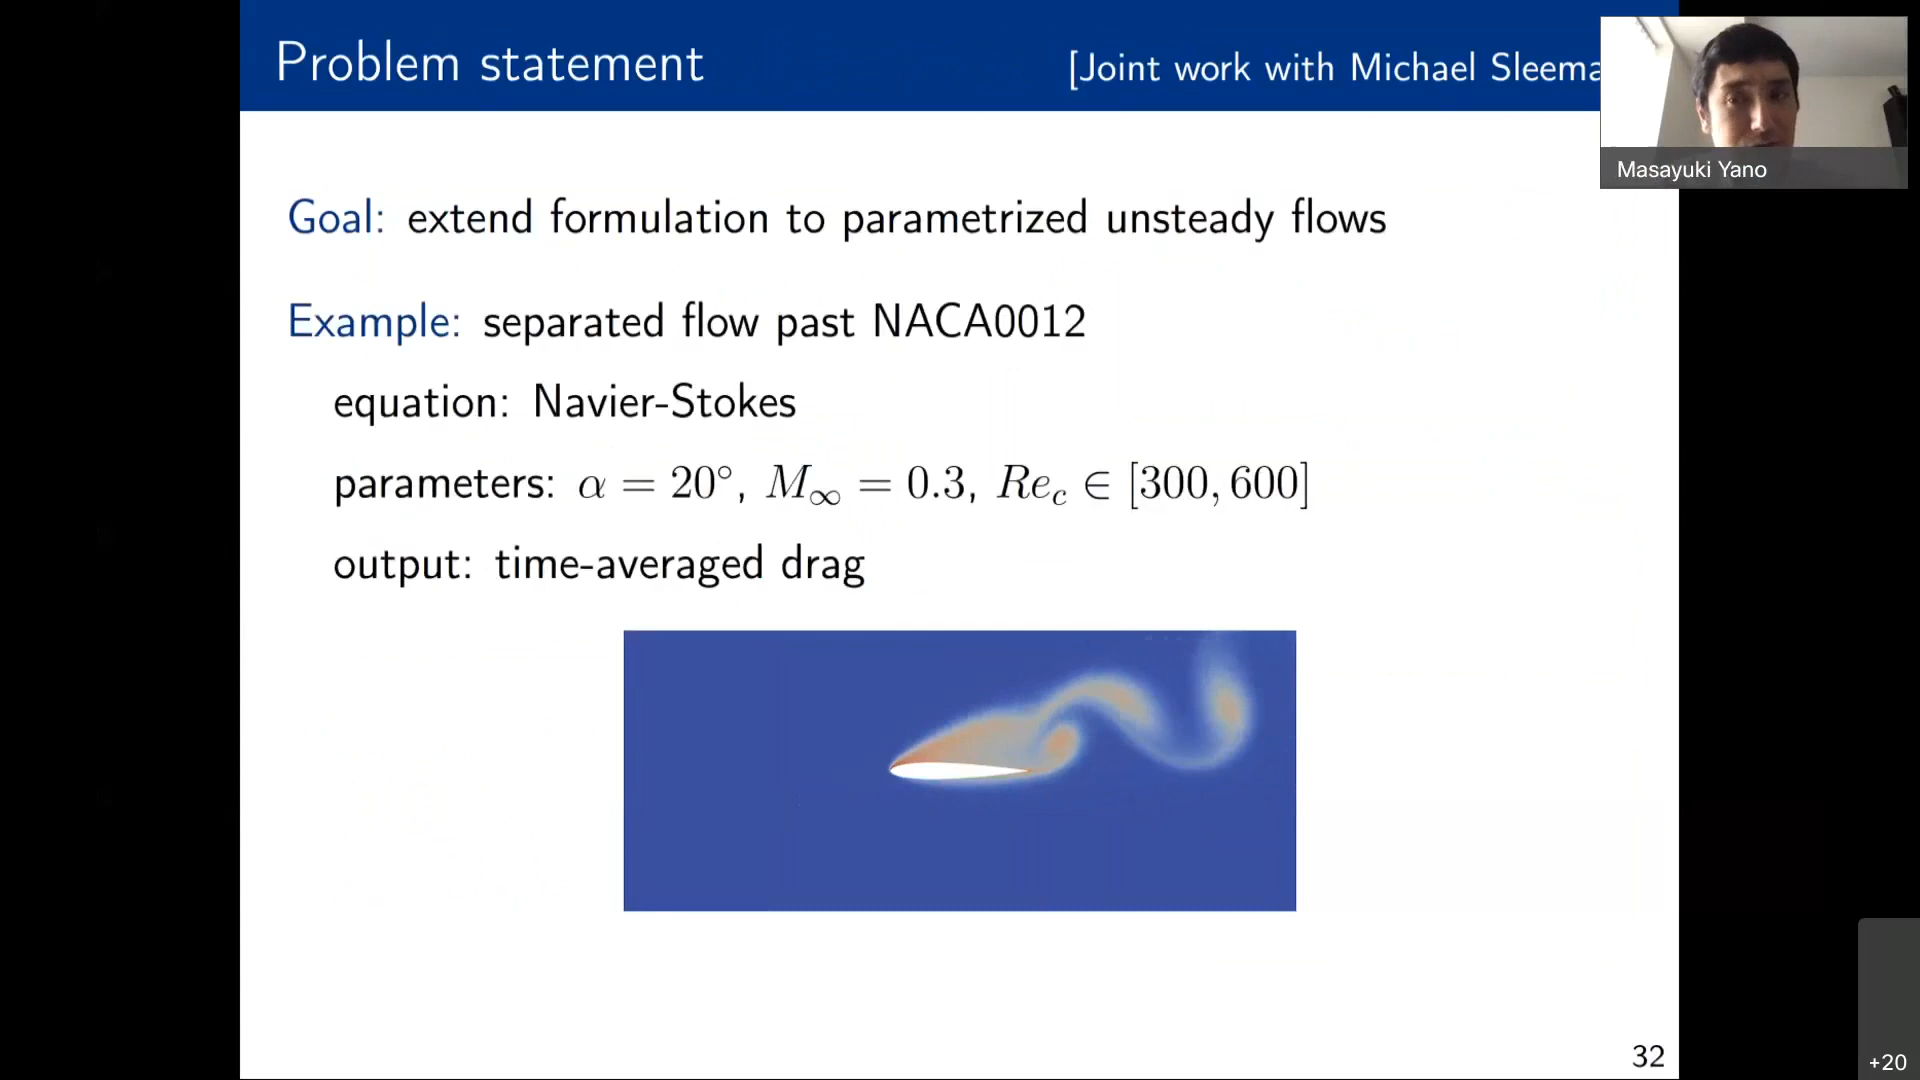 Problem statement
[Joint work with Michael Sleema
Masayuki Yano
Goal: extend formulation to parametrized unsteady flows
Example: separated flow past NACA0012
equation: Navier-Stokes
parameters: α = 20°, M∞ = 0.3, Re_c ∈ [300, 600]
output: time-averaged drag
32
+20